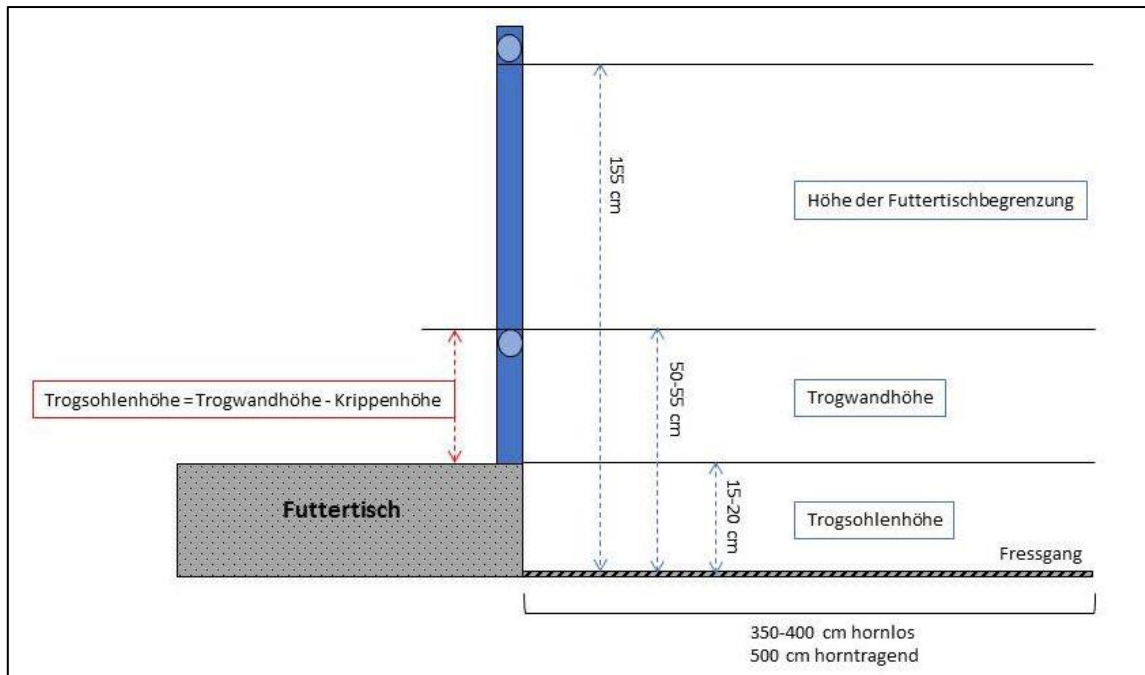 155 cm
Höhe der Futtertischbegrenzung
50-55 cm
Trogsohlenhöhe = Trogwandhöhe - Krippenhöhe
Trogwandhöhe
Futtertisch
15-20 cm
Trogsohlenhöhe
Fressgang
350-400 cm hornlos
500 cm horntragend